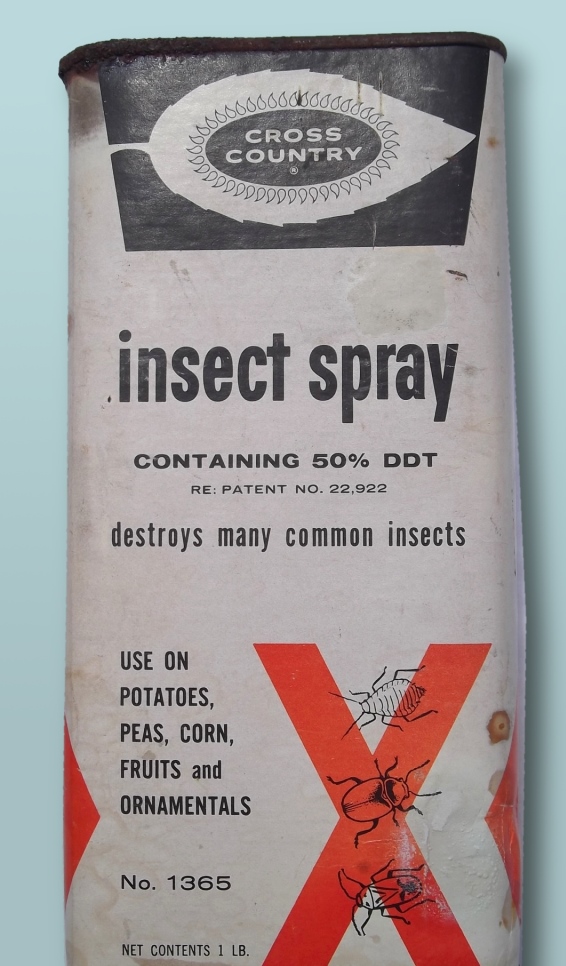 CROSS
COUNTRY
®
insect spray
CONTAINING 50% DDT
RE: PATENT NO. 22,922
destroys many common insects
USE ON
POTATOES,
PEAS, CORN,
FRUITS and
ORNAMENTALS
No. 1365
NET CONTENTS 1 LB.